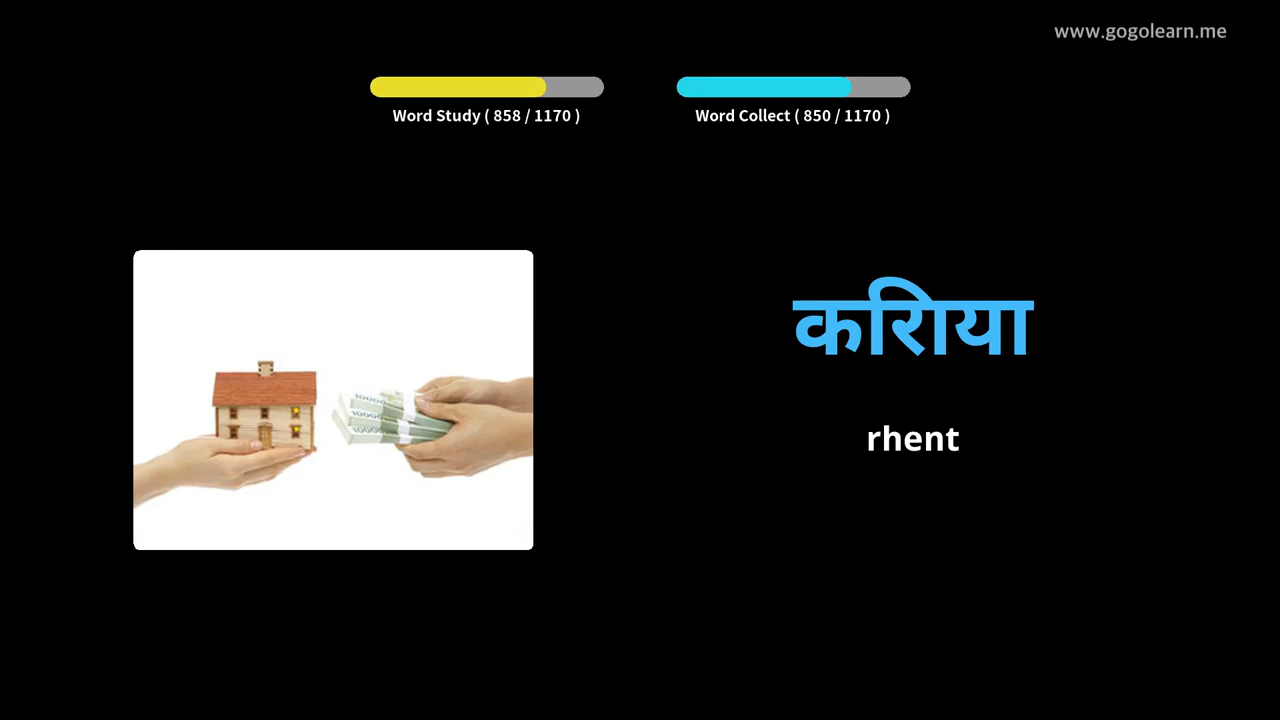 www.gogolearn.me
Word Study ( 858 / 1170 )
Word Collect ( 850 / 1170 )
करिाया
rhent